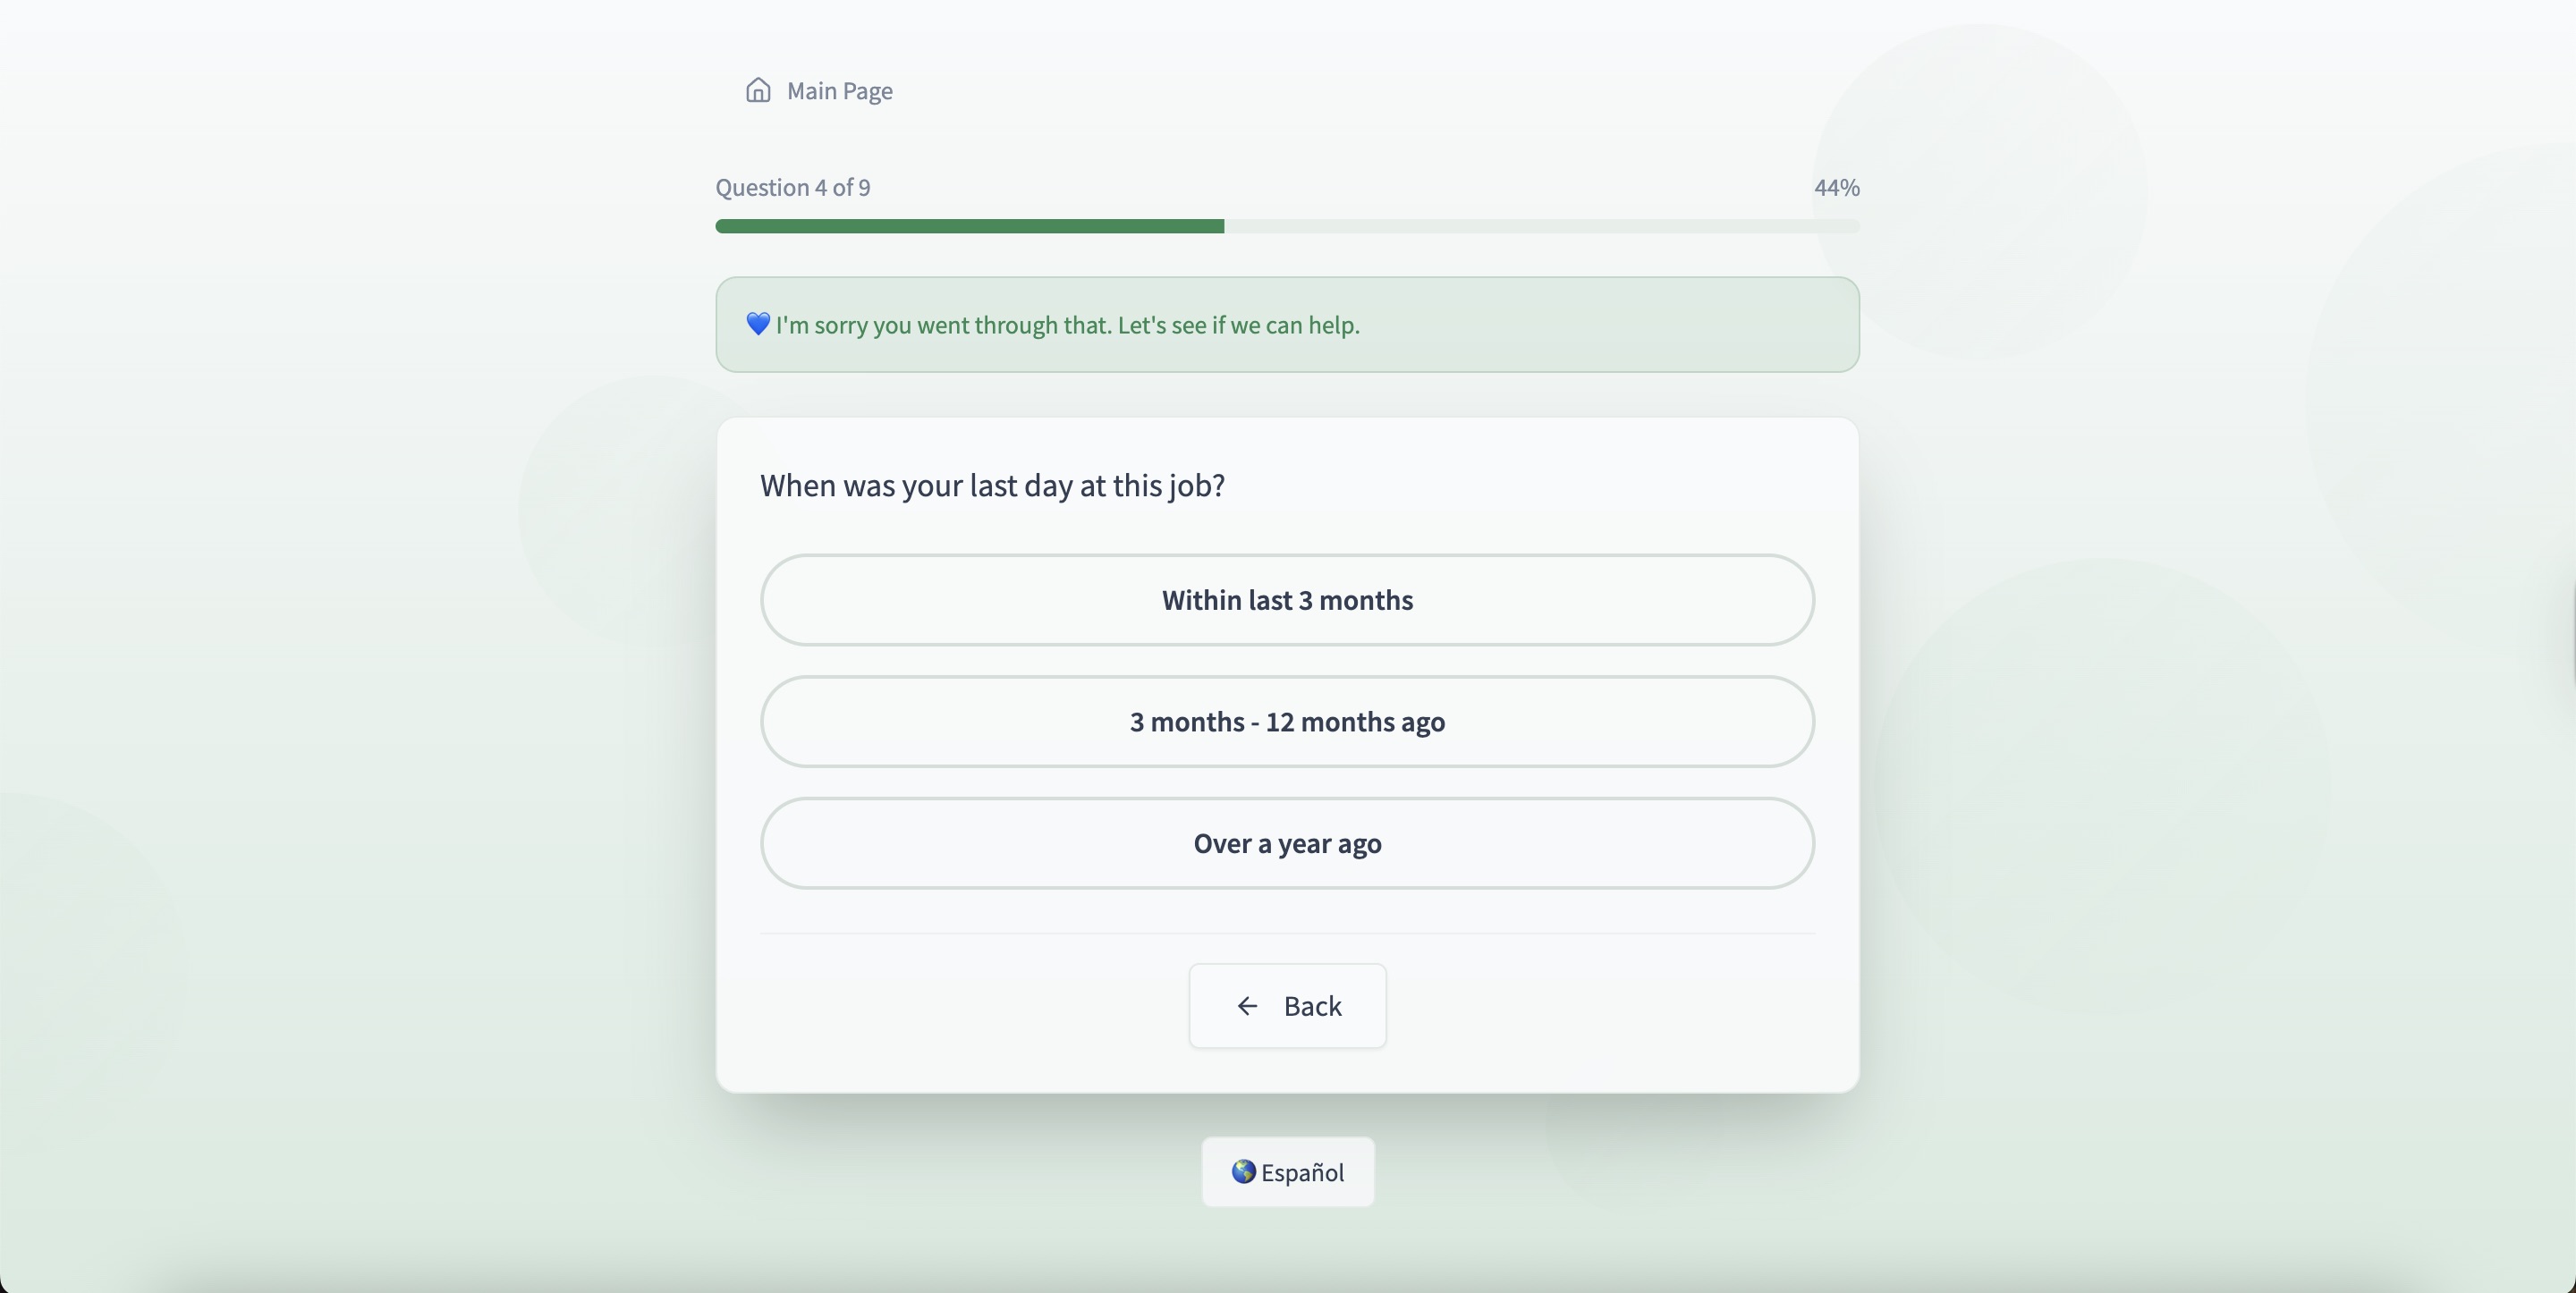 Main Page
Question 4 of 9
44%
💙 I'm sorry you went through that. Let's see if we can help.
When was your last day at this job?
Within last 3 months
3 months - 12 months ago
Over a year ago
← Back
🌎 Español